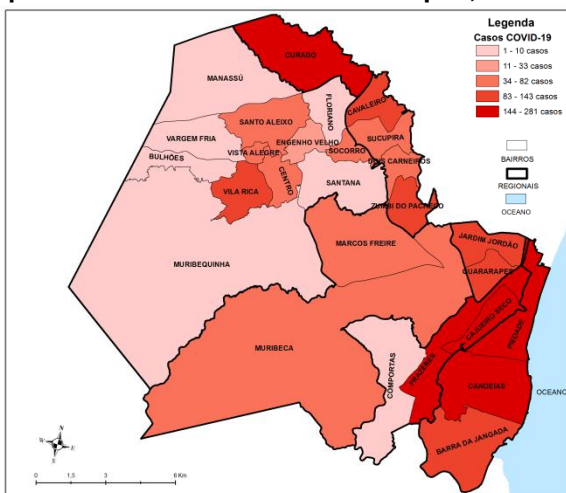 Legenda
Casos COVID-19
1 - 10 casos
11 - 33 casos
34 - 82 casos
83 - 143 casos
144 - 281 casos
BAIRROS
REGIONAIS
OCEANO
CURADO
MANASSÚ
FLORIANO
CAVALEIRO
SANTO ALEIXO
SUCUPIRA
VARGEM FRIA
ENGENHO VELHO
SOCORRO
VISTA ALEGRE
DOIS CARNEIROS
BULHÕES
CENTRO
SANTANA
VILA RICA
ZUMBI DO PACHECO
MURIBEQUINHA
MARCOS FREIRE
JARDIM JORDÃO
GUARARAPES
CAJUEIRO SECO
PIEDADE
MURIBECA
COMPORTAS
PRAZERES
CANDEIAS
OCEANO
BARRA DA JANGADA
N
W
E
S
0 1,5 3 6 Km